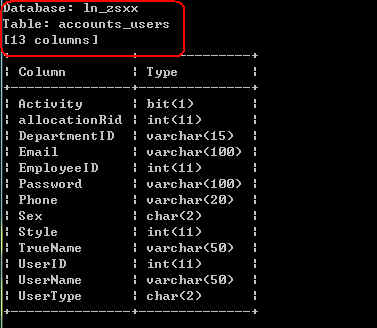 Database: ln_zsxx
Table: accounts_users
[13 columns]
+---------------+--------------+
| Column        | Type         |
+---------------+--------------+
| Activity      | bit(1)       |
| allocationRid | int(11)      |
| DepartmentID  | varchar(15)  |
| Email         | varchar(100) |
| EmployeeID    | int(11)      |
| Password      | varchar(100) |
| Phone         | varchar(20)  |
| Sex           | char(2)      |
| Style         | int(11)      |
| TrueName      | varchar(50)  |
| UserID        | int(11)      |
| UserName      | varchar(50)  |
| UserType      | char(2)      |
+---------------+--------------+